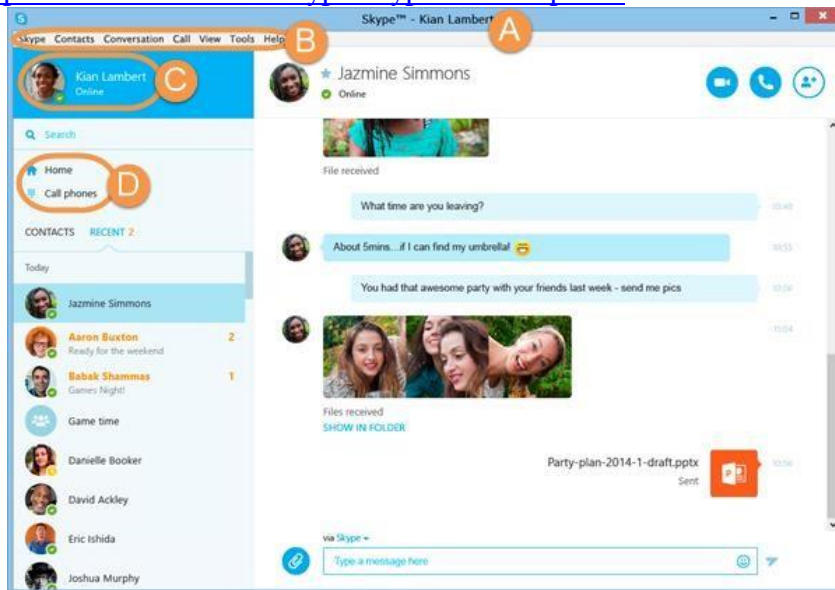 Skype™ - Kian Lambert
A
Skype Contacts Conversation Call View Tools Help
B
Kian Lambert
Online
C
Jazmine Simmons
Online
Search
Home
Call phones
D
CONTACTS RECENT 2
Today
Jazmine Simmons
Aaron Buxton 2
Ready for the weekend
Babak Shammas 1
Games Night!
Game time
Danielle Booker
David Ackley
Eric Ishida
Joshua Murphy
File received
What time are you leaving?
10:48
About 5mins...if I can find my umbrella!
10:55
You had that awesome party with your friends last week - send me pics
Files received
SHOW IN FOLDER
Party-plan-2014-1-draft.pptx
Sent
via Skype
Type a message here